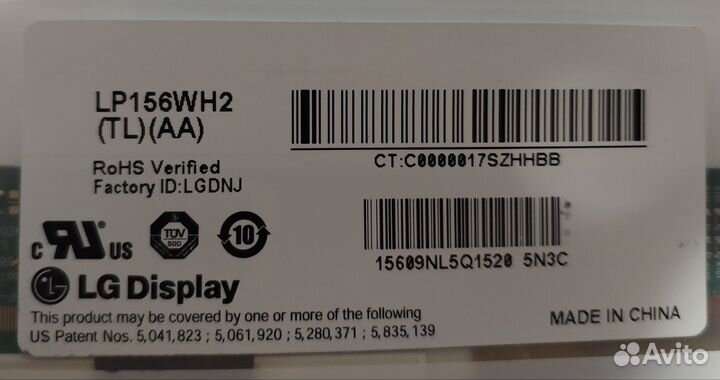 LP156WH2
(TL)(AA)
CT:C0000017SZHHBB
RoHS Verified
Factory ID:LGDNJ
15609NL5Q1520 5N3C
c RU US
TÜV
SÜD
10
LG Display
This product may be covered by one or more of the following
US Patent Nos. 5,041,823 ; 5,061,920 ; 5,280,371 ; 5,835,139
MADE IN CHINA
Avito